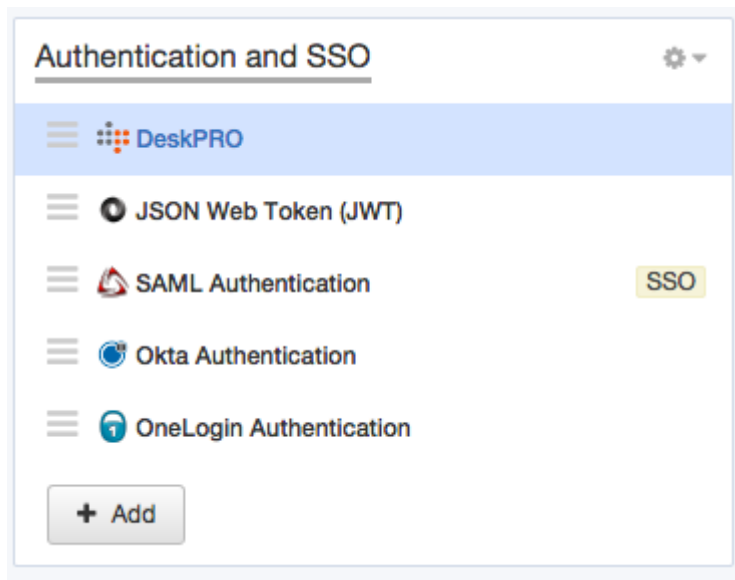 Authentication and SSO
DeskPRO
JSON Web Token (JWT)
SAML Authentication SSO
Okta Authentication
OneLogin Authentication
+ Add